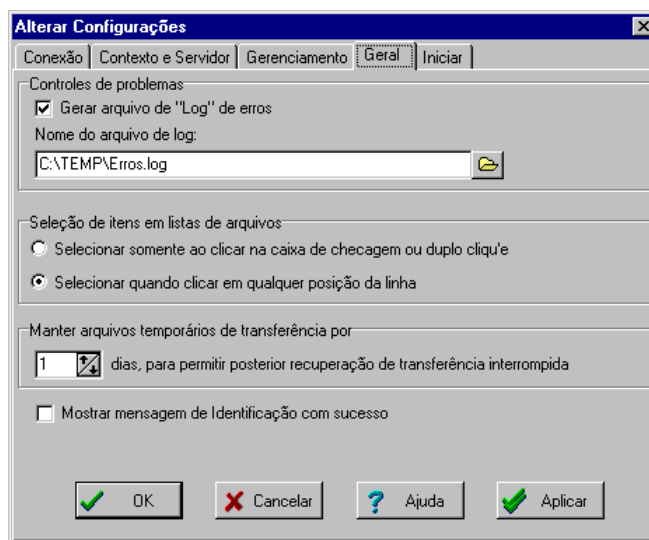 Alterar Configurações
Conexão Contexto e Servidor Gerenciamento Geral Iniciar
Controles de problemas
Gerar arquivo de "Log" de erros
Nome do arquivo de log:
C:\TEMP\Erros.log
Seleção de itens em listas de arquivos
Selecionar somente ao clicar na caixa de checagem ou duplo cliqu'e
Selecionar quando clicar em qualquer posição da linha
Manter arquivos temporários de transferência por
1 dias, para permitir posterior recuperação de transferência interrompida
Mostrar mensagem de Identificação com sucesso
OK Cancelar Ajuda Aplicar